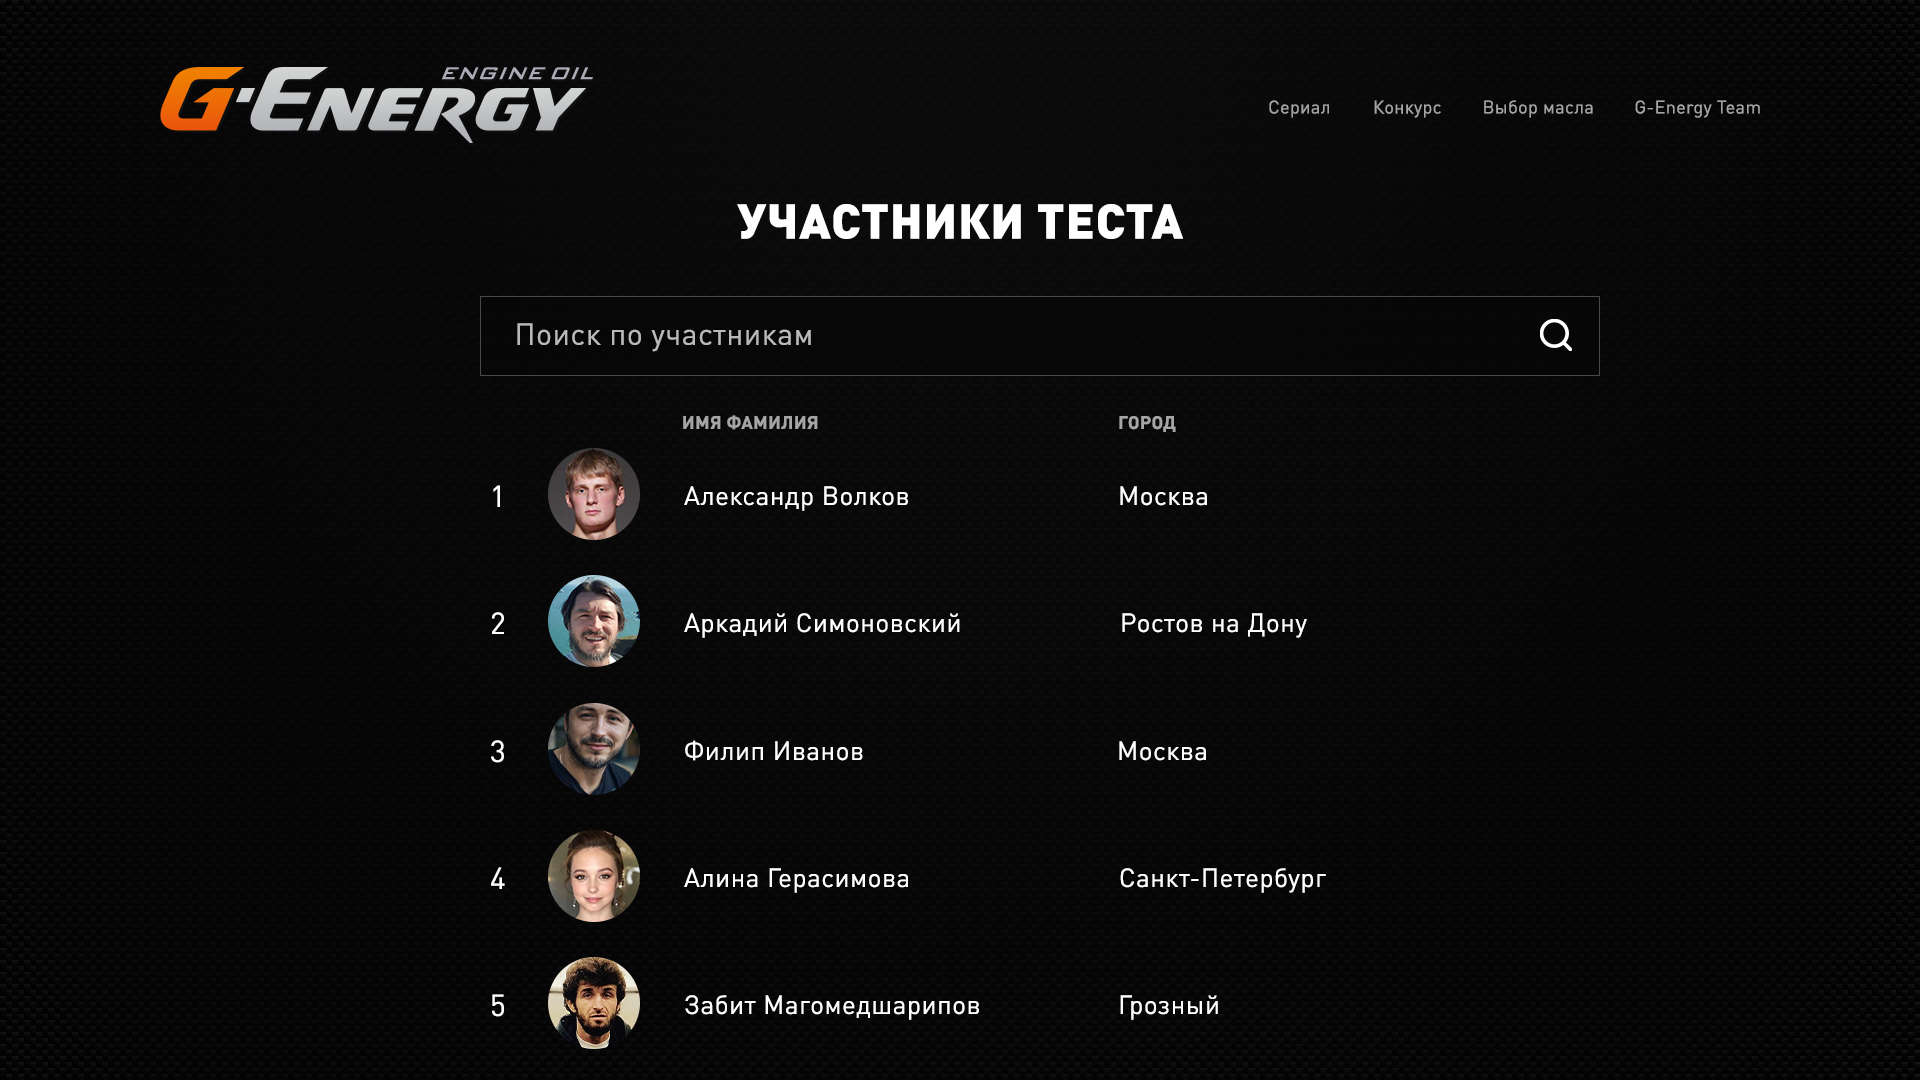 ENGINE OIL
G-ENERGY
Сериал Конкурс Выбор масла G-Energy Team
УЧАСТНИКИ ТЕСТА
Поиск по участникам
ИМЯ ФАМИЛИЯ ГОРОД
1 Александр Волков Москва
2 Аркадий Симоновский Ростов на Дону
3 Филип Иванов Москва
4 Алина Герасимова Санкт-Петербург
5 Забит Магомедшарипов Грозный